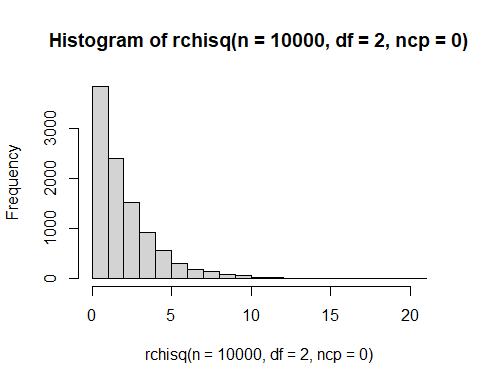 Histogram of rchisq(n = 10000, df = 2, ncp = 0)
Frequency
3000
2000
1000
0
0 5 10 15 20
rchisq(n = 10000, df = 2, ncp = 0)